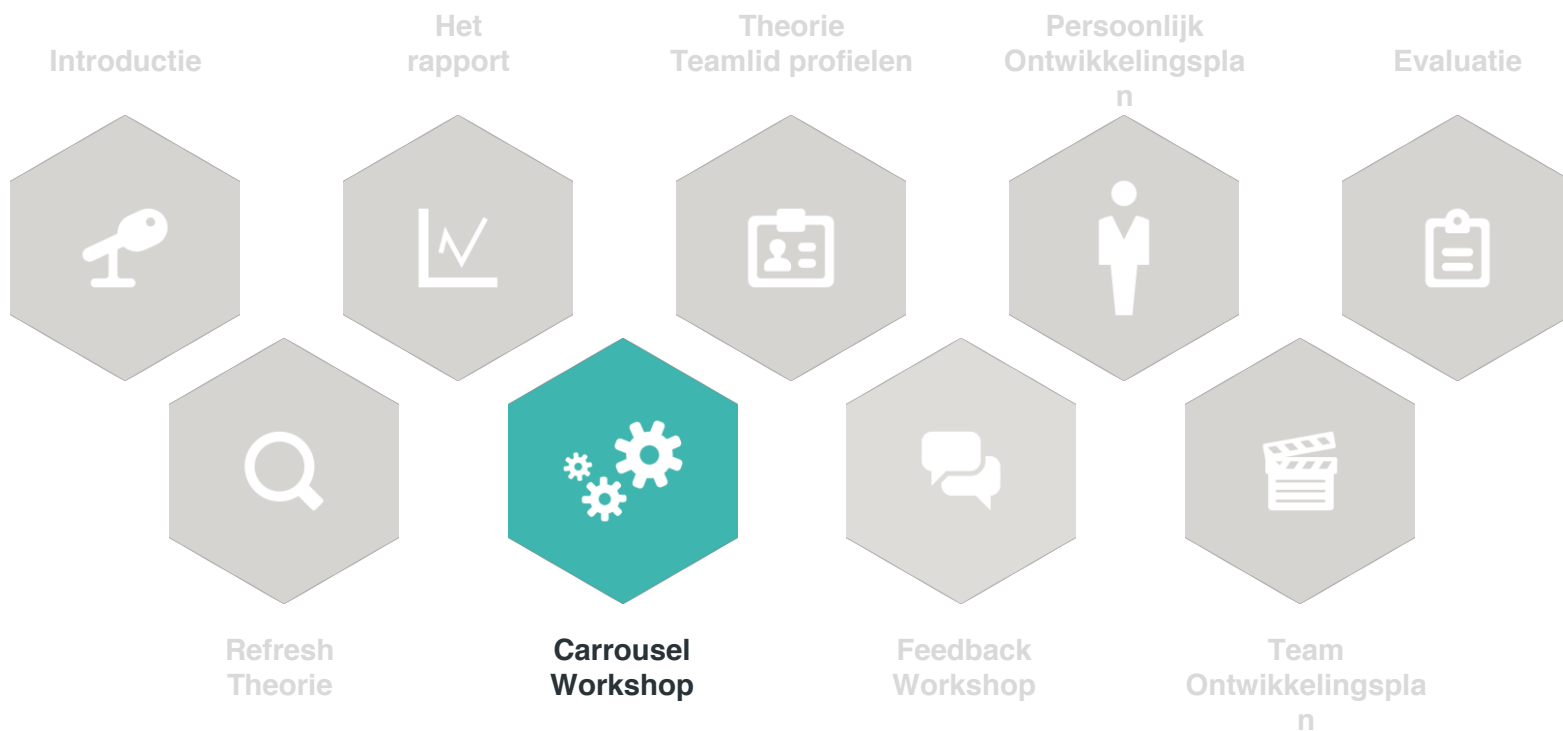 Introductie
Het
rapport
Theorie
Teamlid profielen
Persoonlijk
Ontwikkelingspla
n
Evaluatie
Refresh
Theorie
Carrousel
Workshop
Feedback
Workshop
Team
Ontwikkelingspla
n